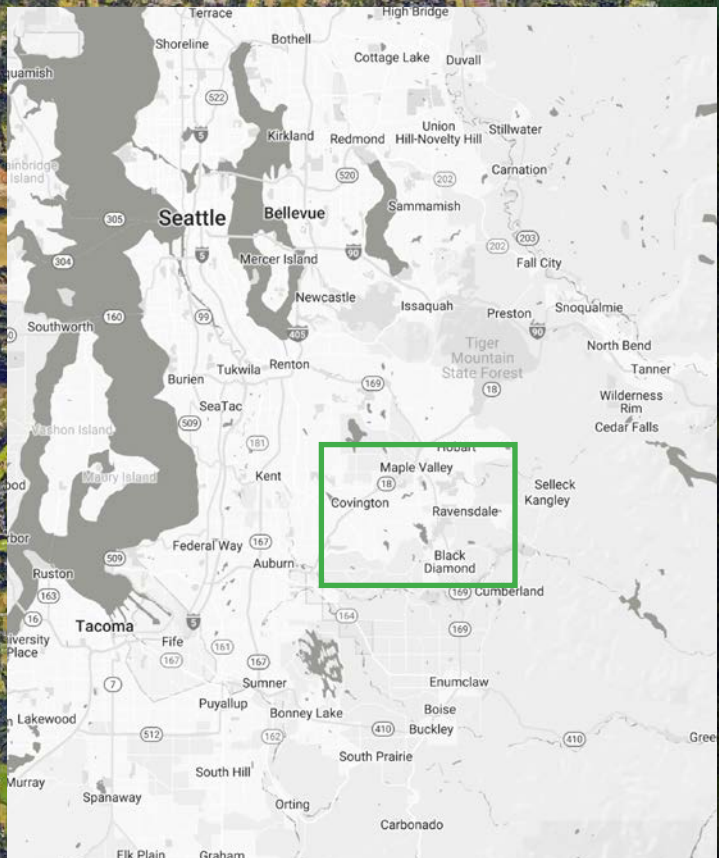 Terrace
High Bridge
Shoreline
Bothell
Cottage Lake
Duvall
quamish
522
5
Kirkland
Redmond
Union
Hill-Novelty Hill
Stillwater
ainbridge
Island
520
202
Carnation
305
Seattle
Bellevue
Sammamish
304
5
Mercer Island
90
202
203
Fall City
Newcastle
Issaquah
Preston
Snoqualmie
Southworth
160
99
405
90
0
Tiger
Mountain
State Forest
North Bend
Tanner
Burien
Tukwila
Renton
169
18
SeaTac
Wilderness
Rim
Cedar Falls
Vashon Island
509
181
Hobart
Maury Island
Kent
Maple Valley
18
Selleck
Kangley
ood
Covington
Ravensdale
rbor
509
Federal Way
167
Auburn
Black
Diamond
Ruston
163
169
Cumberland
16
Tacoma
5
164
169
iversity
Place
Fife
167
161
167
7
Sumner
Enumclaw
Puyallup
Bonney Lake
Boise
Buckley
n Lakewood
512
162
410
410
Gree
South Prairie
Murray
South Hill
Spanaway
Orting
Carbonado
Elk Plain
Graham